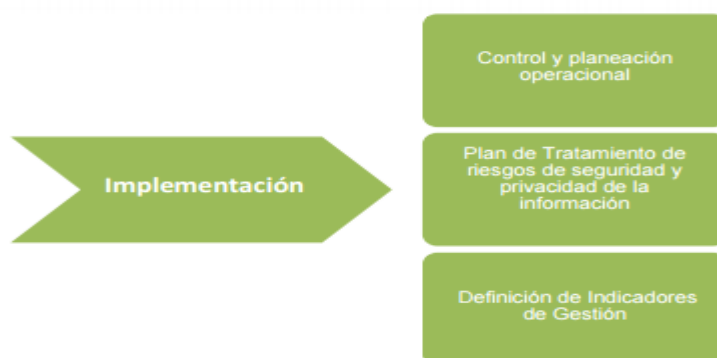 Implementación
Control y planeación
operacional
Plan de Tratamiento de
riesgos de seguridad y
privacidad de la
información
Definición de Indicadores
de Gestión